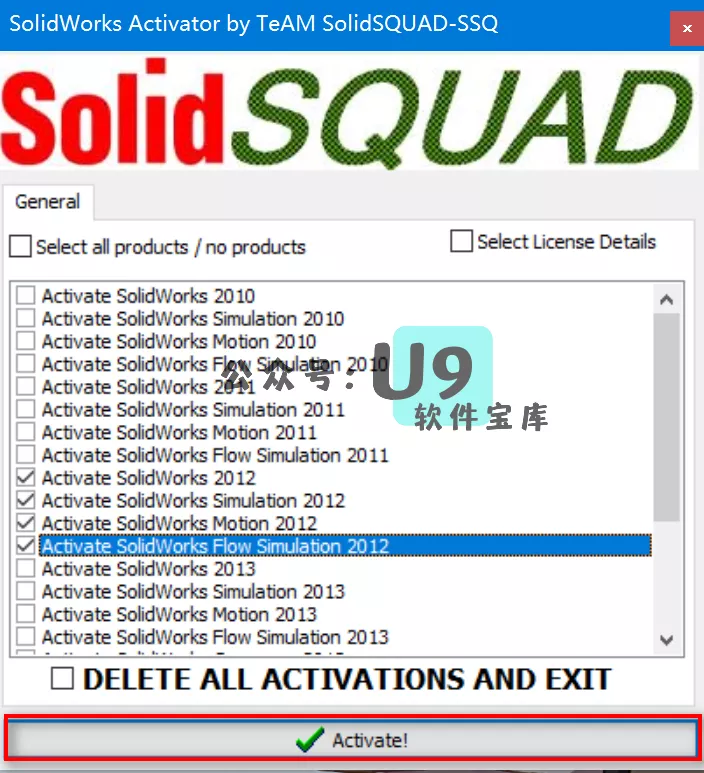 SolidWorks Activator by TeAM SolidSQUAD-SSQ
SolidSQUAD
General
Select all products / no products
Select License Details
Activate SolidWorks 2010
Activate SolidWorks Simulation 2010
Activate SolidWorks Motion 2010
Activate SolidWorks Flow Simulation 2010
Activate SolidWorks 2011
Activate SolidWorks Simulation 2011
Activate SolidWorks Motion 2011
Activate SolidWorks Flow Simulation 2011
Activate SolidWorks 2012
Activate SolidWorks Simulation 2012
Activate SolidWorks Motion 2012
Activate SolidWorks Flow Simulation 2012
Activate SolidWorks 2013
Activate SolidWorks Simulation 2013
Activate SolidWorks Motion 2013
Activate SolidWorks Flow Simulation 2013
公众号：U9
软件宝库
DELETE ALL ACTIVATIONS AND EXIT
Activate!